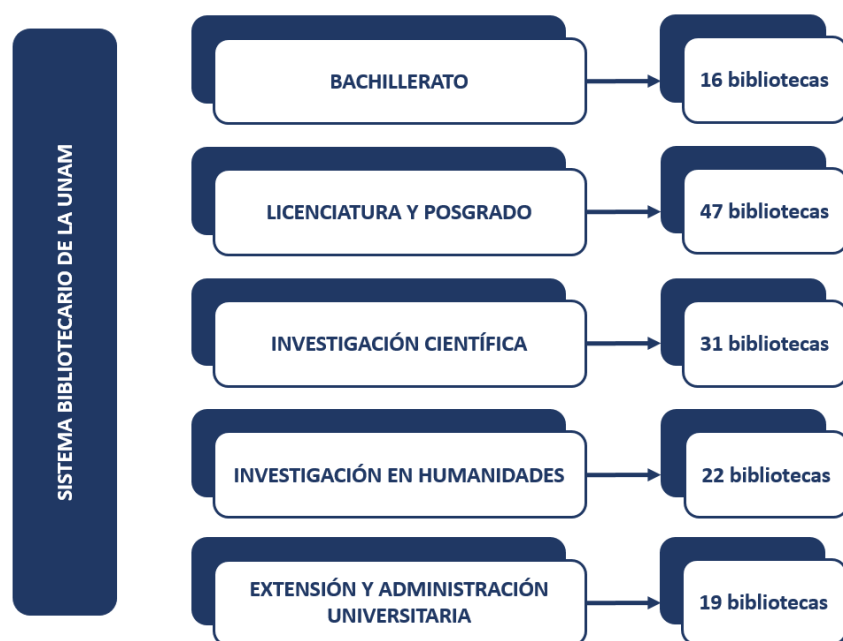 SISTEMA BIBLIOTECARIO DE LA UNAM
BACHILLERATO
16 bibliotecas
LICENCIATURA Y POSGRADO
47 bibliotecas
INVESTIGACIÓN CIENTÍFICA
31 bibliotecas
INVESTIGACIÓN EN HUMANIDADES
22 bibliotecas
EXTENSIÓN Y ADMINISTRACIÓN
UNIVERSITARIA
19 bibliotecas